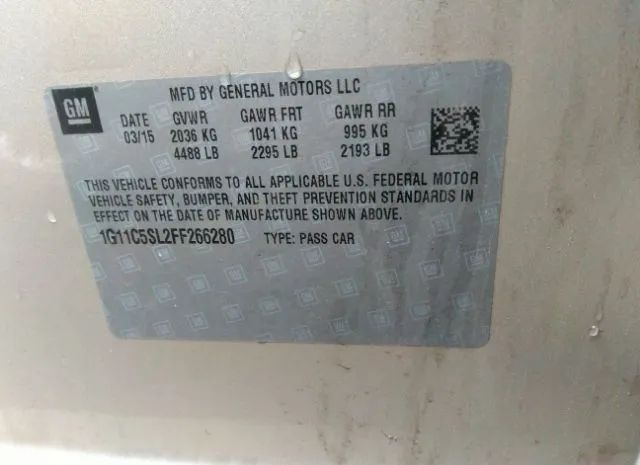 GM
MFD BY GENERAL MOTORS LLC
DATE GVWR GAWR FRT GAWR RR
03/15 2036 KG 1041 KG 995 KG
4488 LB 2295 LB 2193 LB
THIS VEHICLE CONFORMS TO ALL APPLICABLE U.S. FEDERAL MOTOR
VEHICLE SAFETY, BUMPER, AND THEFT PREVENTION STANDARDS IN
EFFECT ON THE DATE OF MANUFACTURE SHOWN ABOVE.
1G11C5SL2FF266280 TYPE: PASS CAR